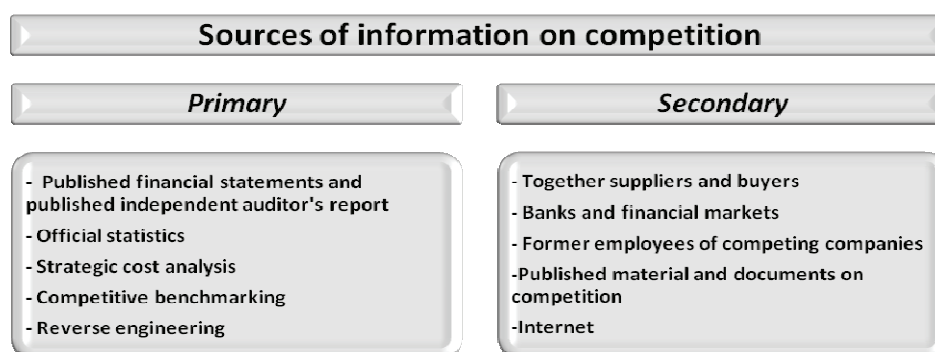 Sources of information on competition
Primary
Secondary
- Published financial statements and
published independent auditor's report
- Official statistics
- Strategic cost analysis
- Competitive benchmarking
- Reverse engineering
- Together suppliers and buyers
- Banks and financial markets
- Former employees of competing companies
-Published material and documents on
competition
-Internet